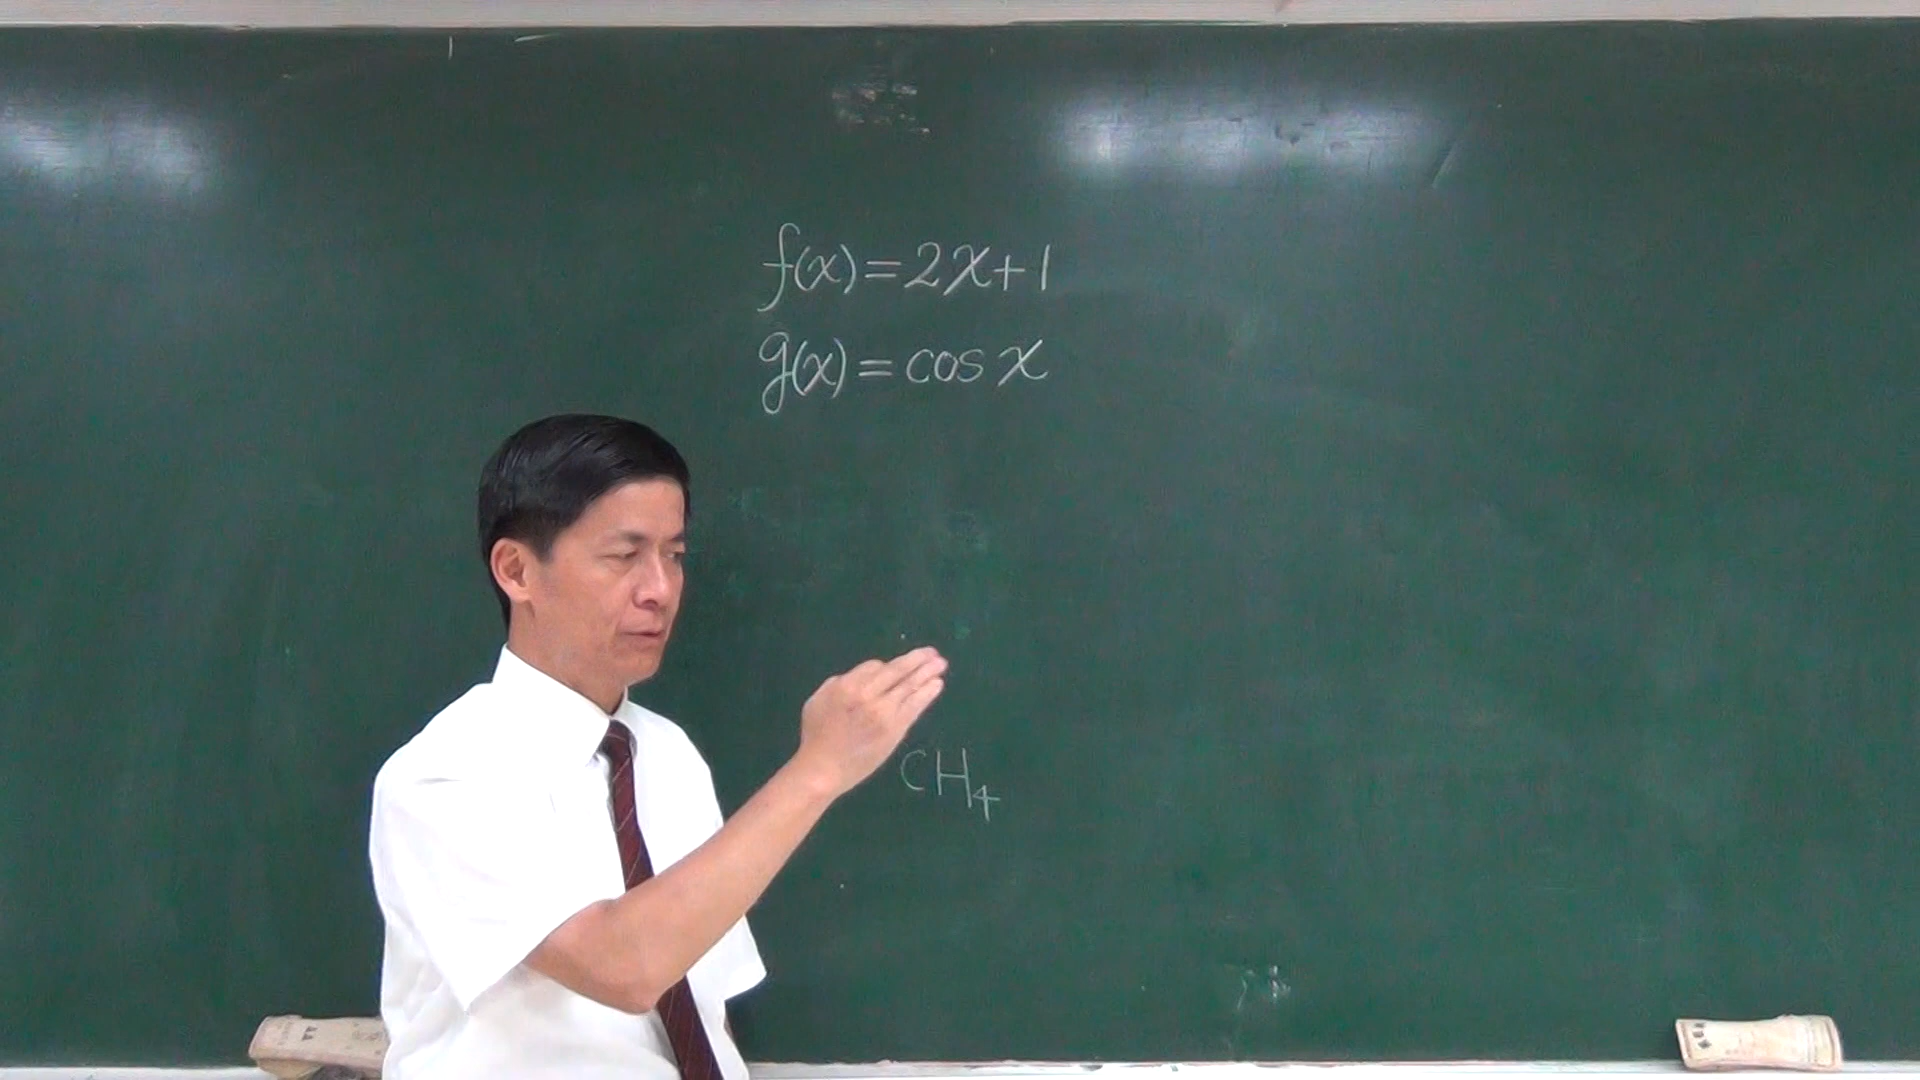 f(x)=2x+1
g(x)=cos x
CH₄